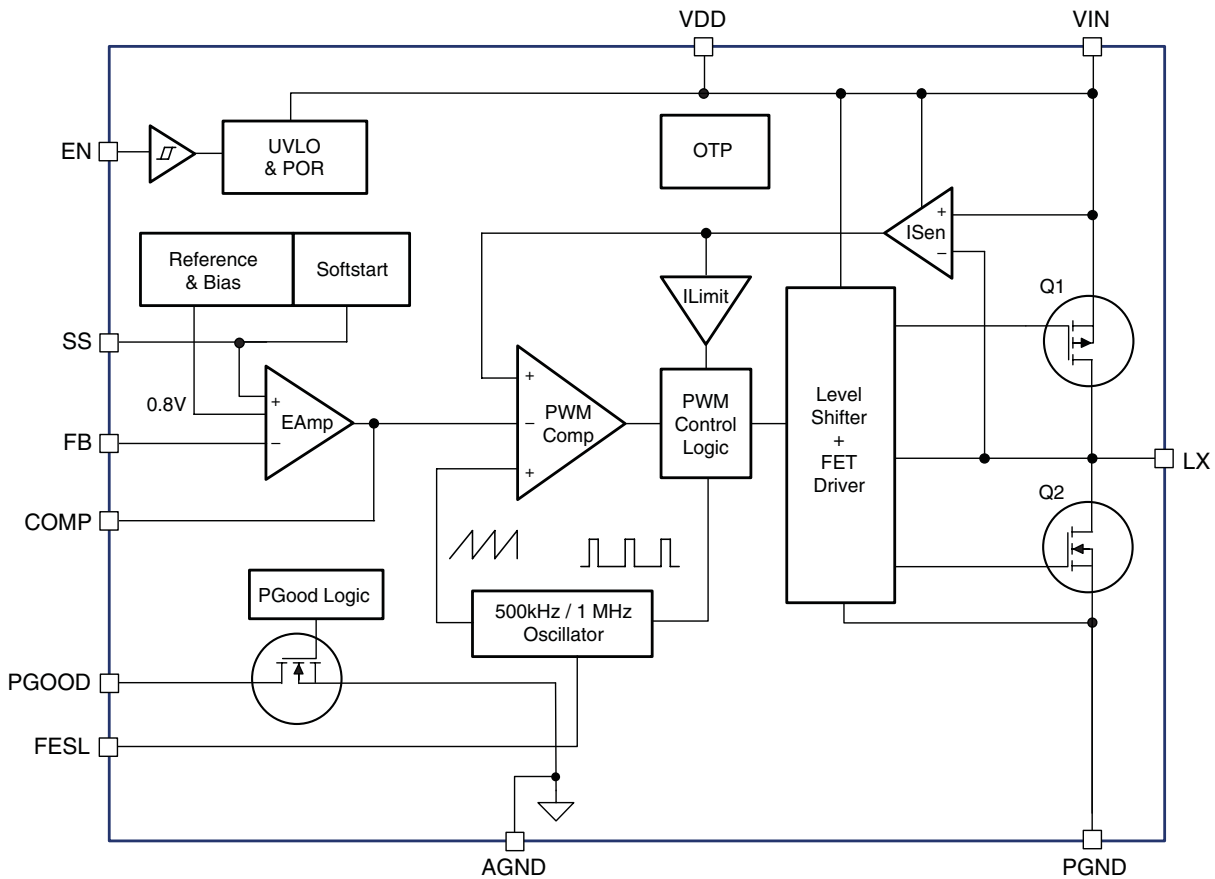 VDD
VIN
EN
UVLO
& POR
OTP
+
ISen
−
Reference
& Bias
Softstart
ILimit
Q1
SS
0.8V
+
EAmp
−
FB
+
−
PWM
Comp
+
PWM
Control
Logic
Level
Shifter
+
FET
Driver
LX
Q2
COMP
PGood Logic
500kHz / 1 MHz
Oscillator
PGOOD
FESL
AGND
PGND